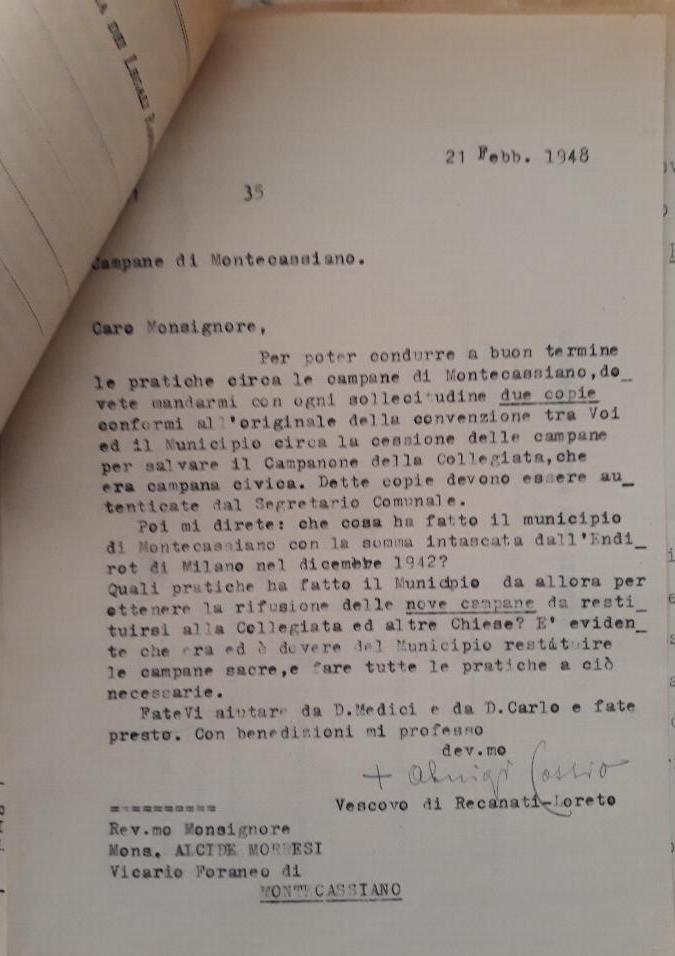 A DEI LEGALI
21 Febb. 1948
35
Campane di Montecassiano.
Caro Monsignore,
Per poter condurre a buon termine
le pratiche circa le campane di Montecassiano,do_
vete mandarmi con ogni sollecitudine due copie
conformi all'originale della convenzione tra Voi
ed il Municipio circa la cessione delle campane
per salvare il Campanone della Collegiata,che
era campana civica. Dette copie devono essere au_
tenticate dal Segretario Comunale.
Poi mi direte: che cosa ha fatto il municipio
di Montecassiano con la somma intascata dall'Endi_
rot di Milano nel dicembre 1942?
Quali pratiche ha fatto il Municipio da allora per
ottenere la rifusione delle nove campane da resti_
tuirsi alla Collegiata ed altre Chiese? E' eviden_
te che era ed è dovere del Municipio restituire
le campane sacre,e fare tutte le pratiche a ciò
necessarie.
FateVi aiutare da D.Medici e da D.Carlo e fate
presto. Con benedizioni mi professo
dev.mo
+ Aluigi Cossio
Vescovo di Recanati-Loreto
==========
Rev.mo Monsignore
Mons. ALCIDE MORRESI
Vicario Foraneo di
MONTECASSIANO